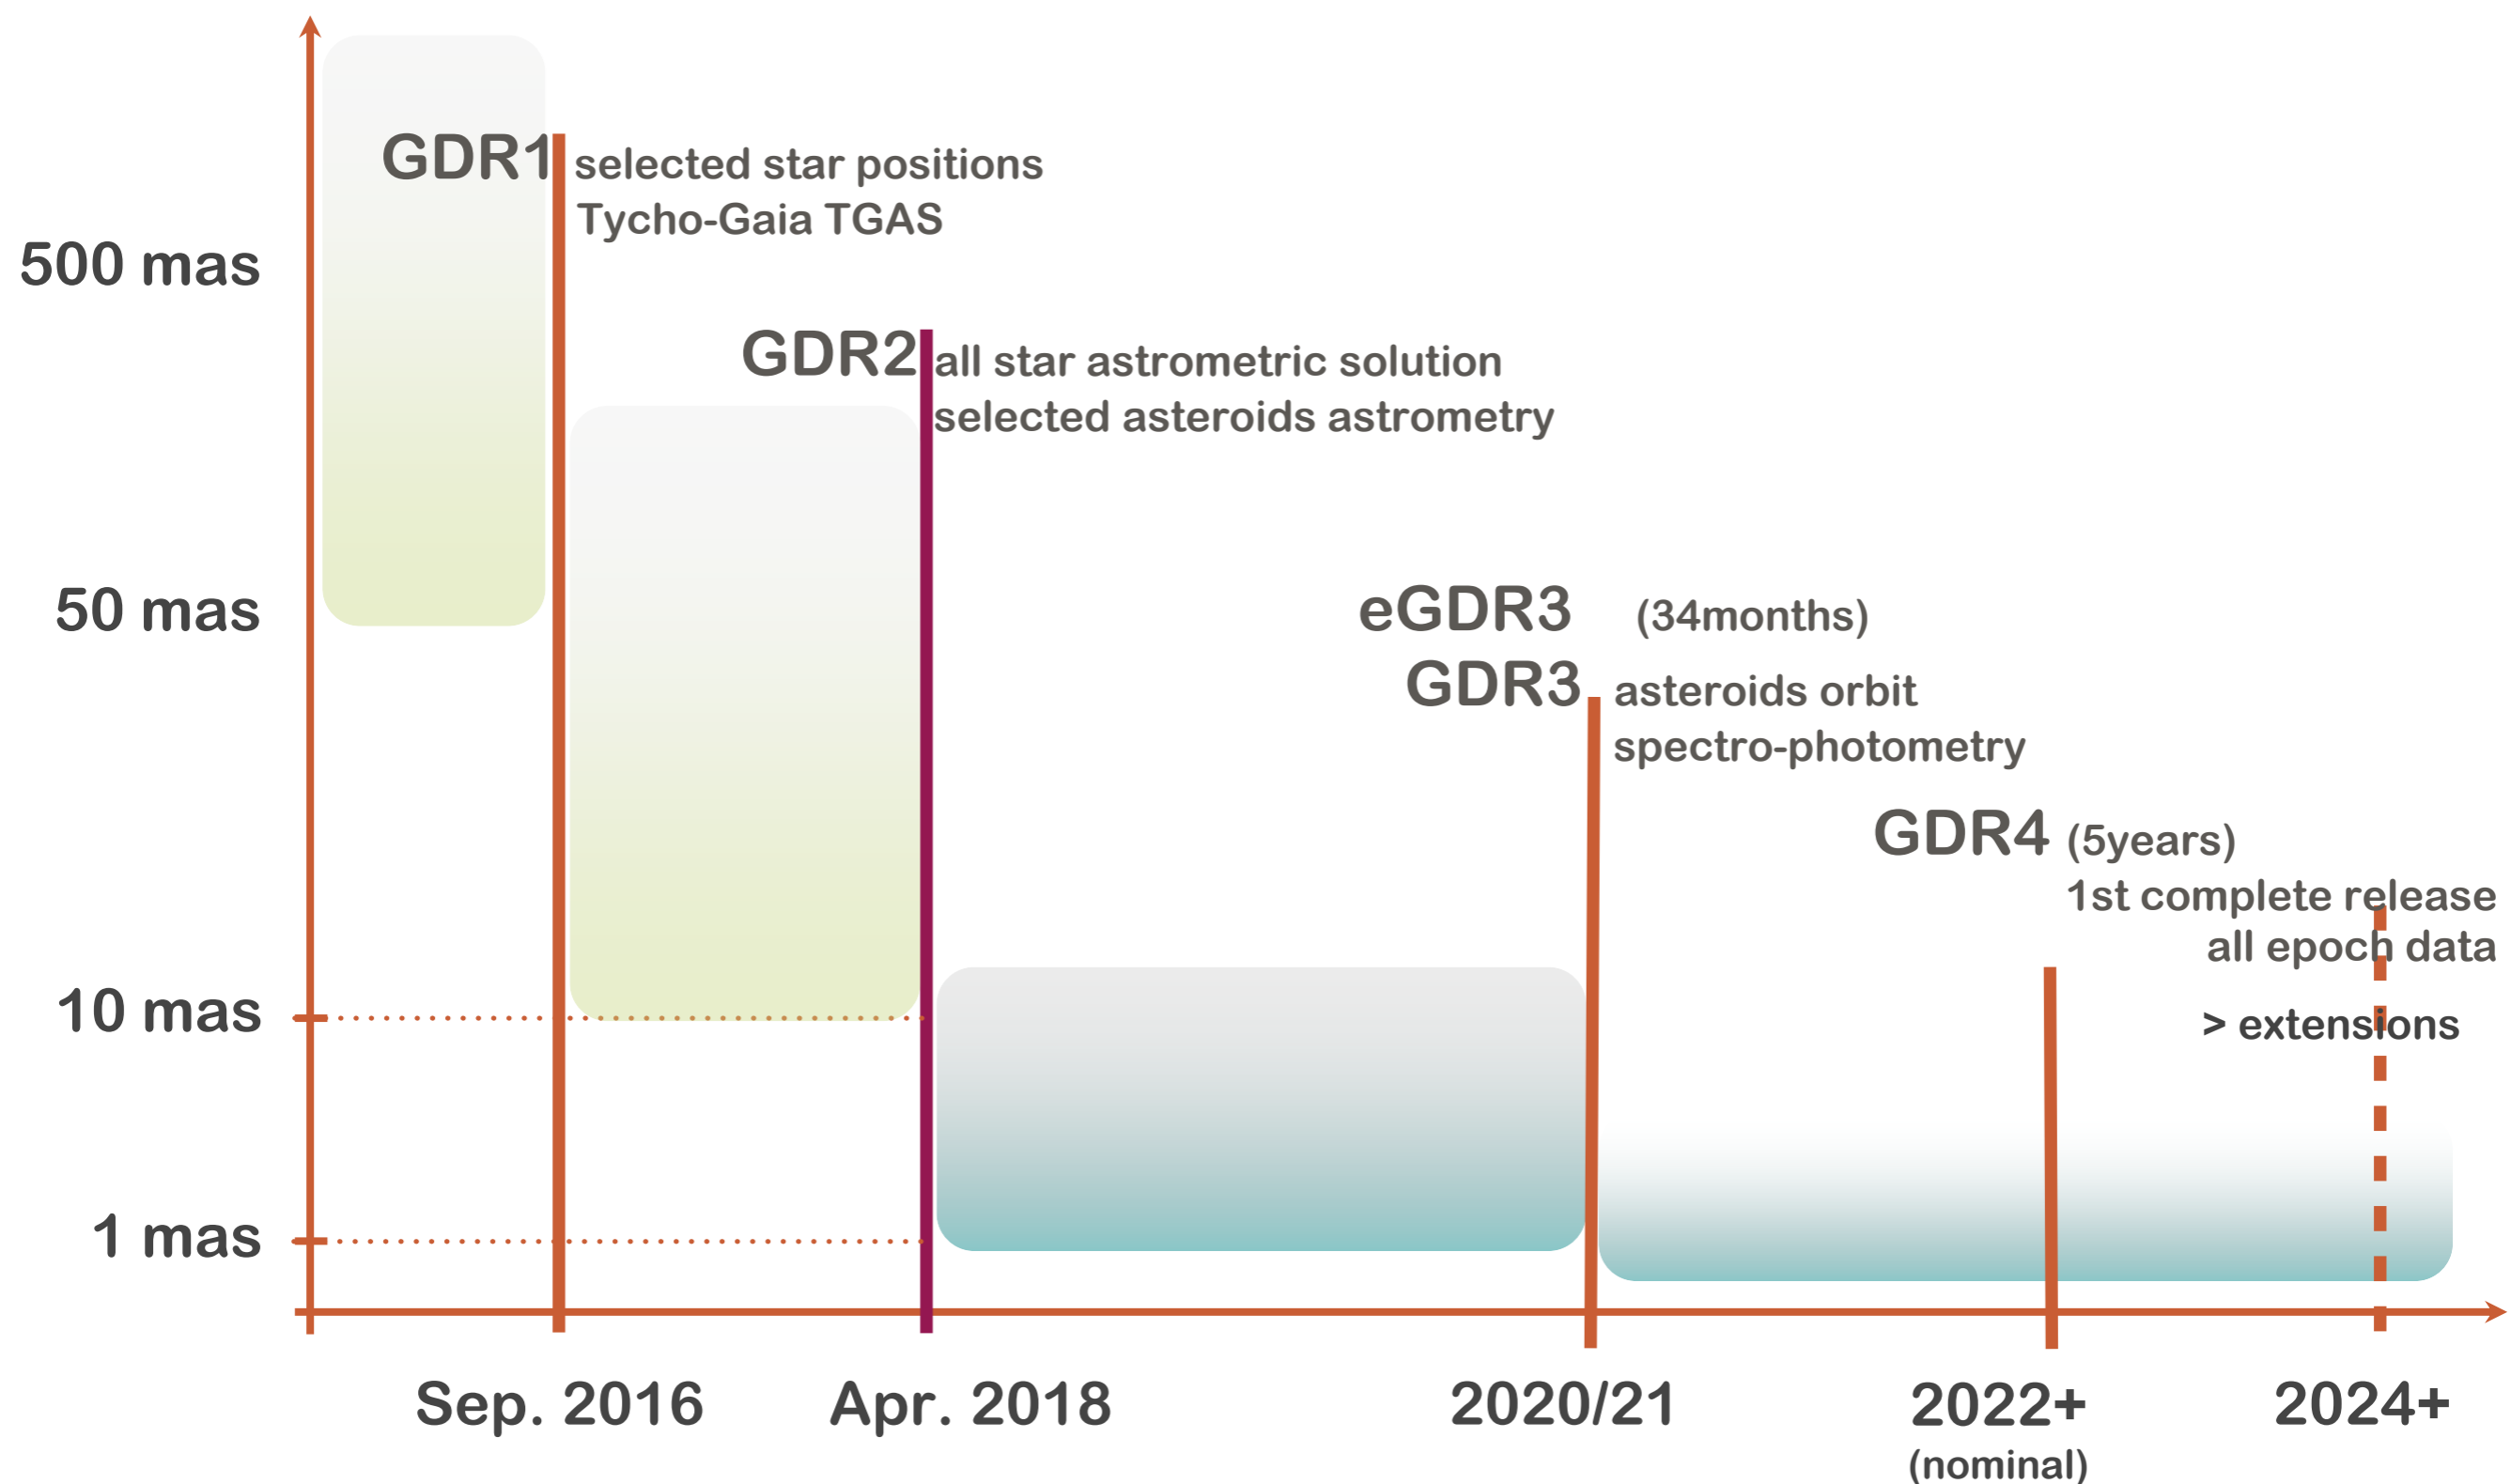 GDR1 selected star positions
Tycho-Gaia TGAS
500 mas
GDR2 all star astrometric solution
selected asteroids astrometry
50 mas
eGDR3 (34months)
GDR3 asteroids orbit
spectro-photometry
GDR4 (5years)
1st complete release
all epoch data
10 mas
> extensions
1 mas
Sep. 2016 Apr. 2018 2020/21 2022+ 2024+
(nominal)